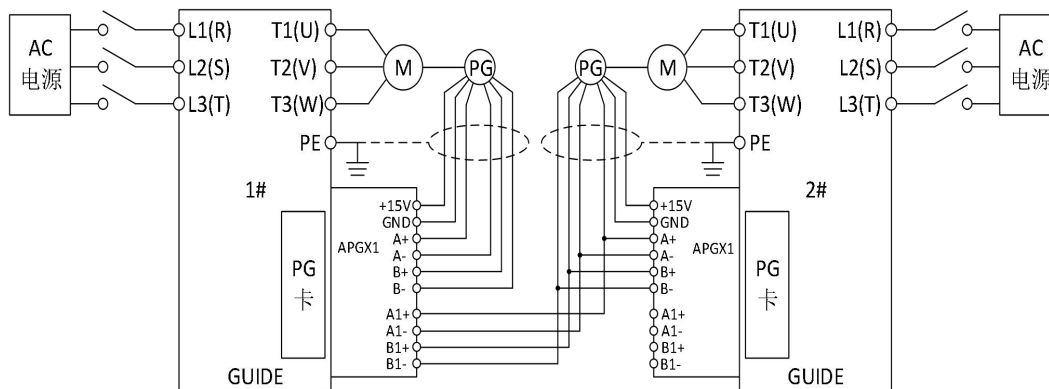 AC
电源
L1(R)
L2(S)
L3(T)
T1(U)
T2(V)
T3(W)
PE
M
PG
1#
PG
卡
APGX1
+15V
GND
A+
A-
B+
B-
A1+
A1-
B1+
B1-
GUIDE
PG
M
T1(U)
T2(V)
T3(W)
PE
L1(R)
L2(S)
L3(T)
AC
电源
2#
+15V
GND
A+
A-
B+
B-
A1+
A1-
B1+
B1-
APGX1
PG
卡
GUIDE